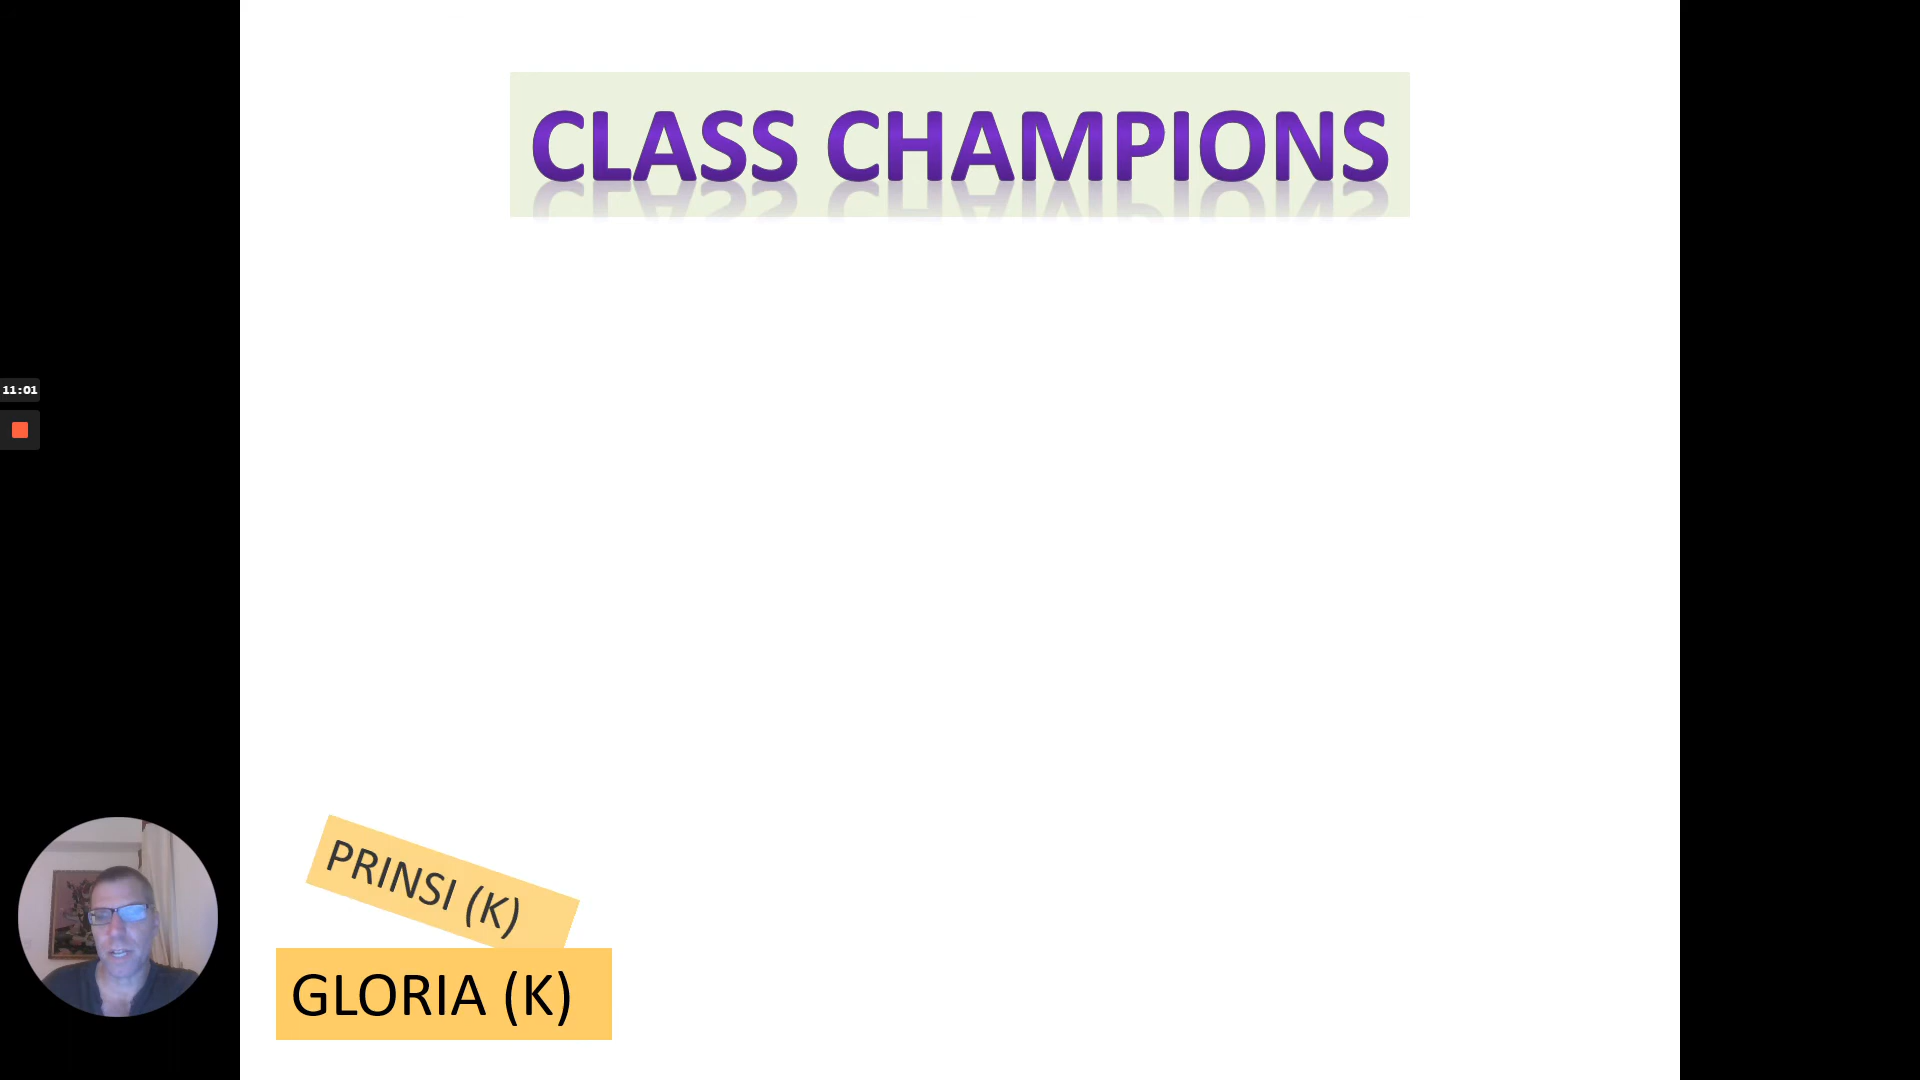 CLASS CHAMPIONS
11:01
PRINSI (K)
GLORIA (K)